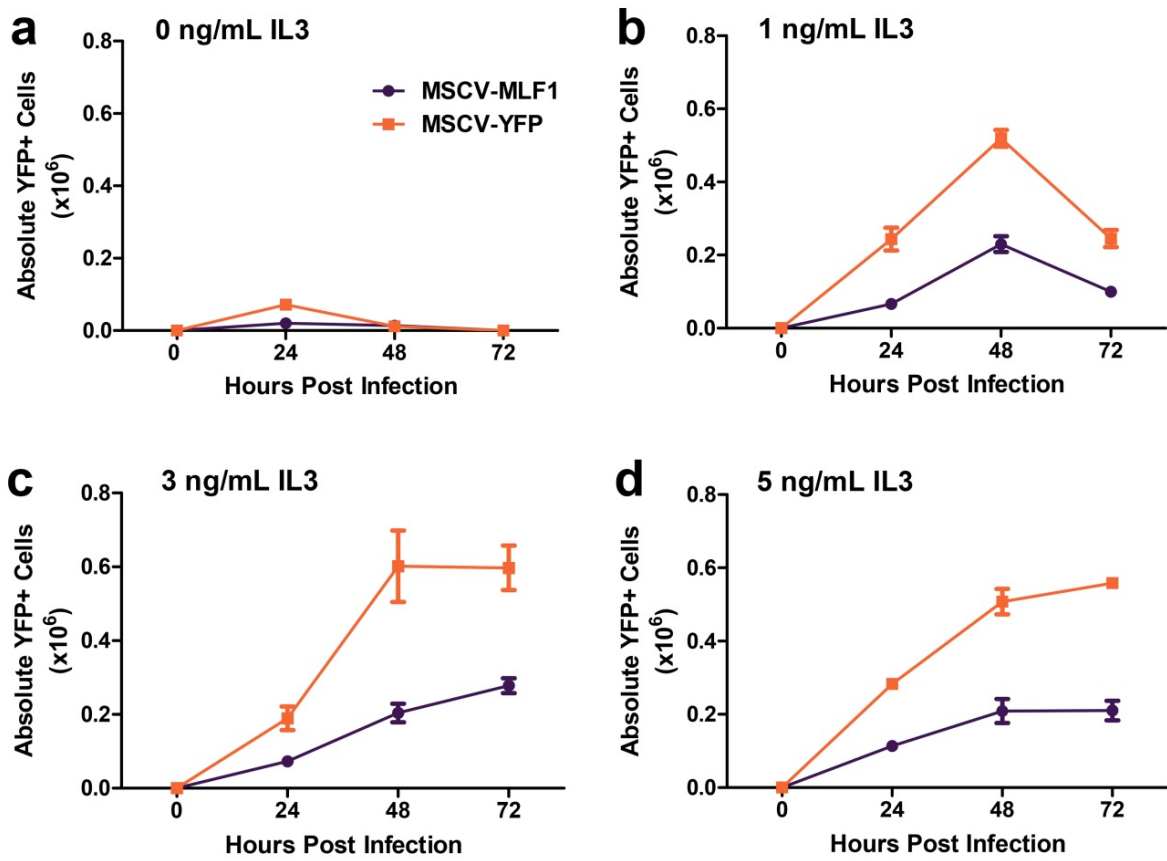 a
0 ng/mL IL3
0.8
0.6
0.4
0.2
0.0
Absolute YFP+ Cells
(x10⁶)
MSCV-MLF1
MSCV-YFP
0
24
48
72
Hours Post Infection
b
1 ng/mL IL3
0.8
0.6
0.4
0.2
0.0
Absolute YFP+ Cells
(x10⁶)
0
24
48
72
Hours Post Infection
c
3 ng/mL IL3
0.8
0.6
0.4
0.2
0.0
Absolute YFP+ Cells
(x10⁶)
0
24
48
72
Hours Post Infection
d
5 ng/mL IL3
0.8
0.6
0.4
0.2
0.0
Absolute YFP+ Cells
(x10⁶)
0
24
48
72
Hours Post Infection